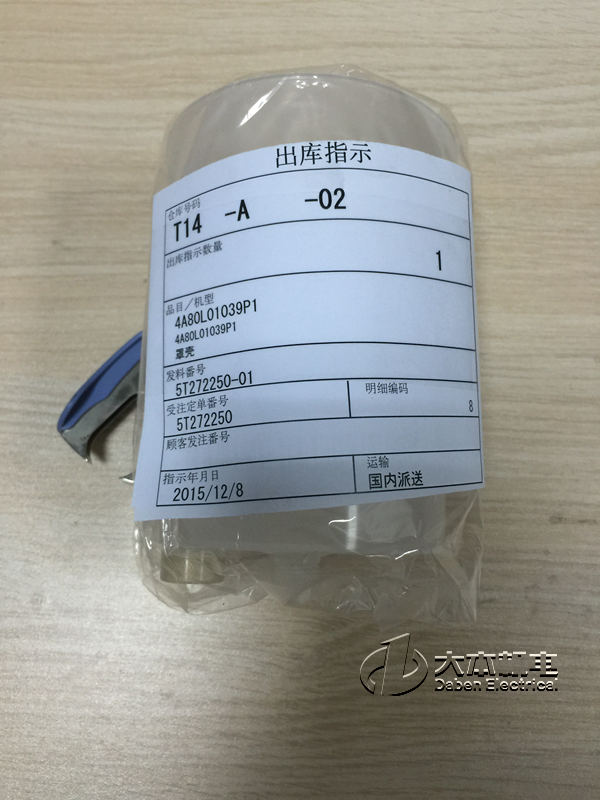 出库指示
仓库号码
T14 -A -02
出库指示数量
1
品目/机型
4A80L01039P1
4A80L01039P1
罩壳
发料番号
5T272250-01
受注定单番号
5T272250
明细编码
8
顾客发注番号
指示年月日
2015/12/8
运输
国内派送
大本机电
Daben Electrical.